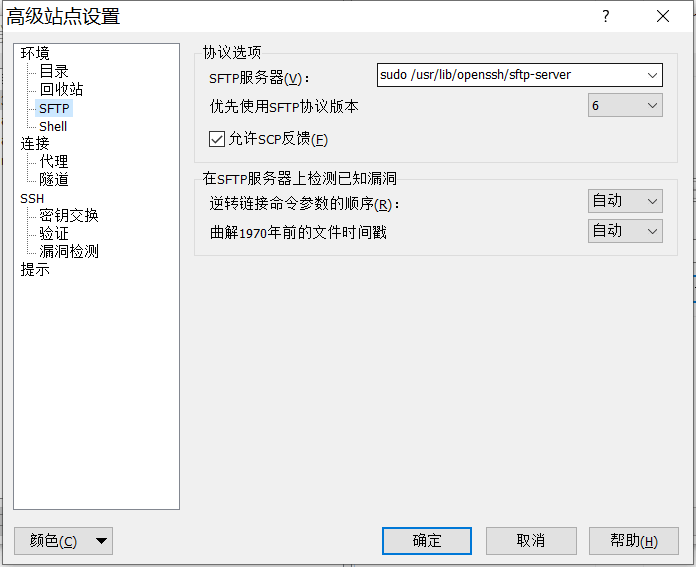 高级站点设置
?
环境
目录
回收站
SFTP
Shell
连接
代理
隧道
SSH
密钥交换
验证
漏洞检测
提示
协议选项
SFTP服务器(V)：
sudo /usr/lib/openssh/sftp-server
优先使用SFTP协议版本
6
允许SCP反馈(F)
在SFTP服务器上检测已知漏洞
逆转链接命令参数的顺序(R)：
自动
曲解1970年前的文件时间戳
自动
颜色(C)
确定
取消
帮助(H)